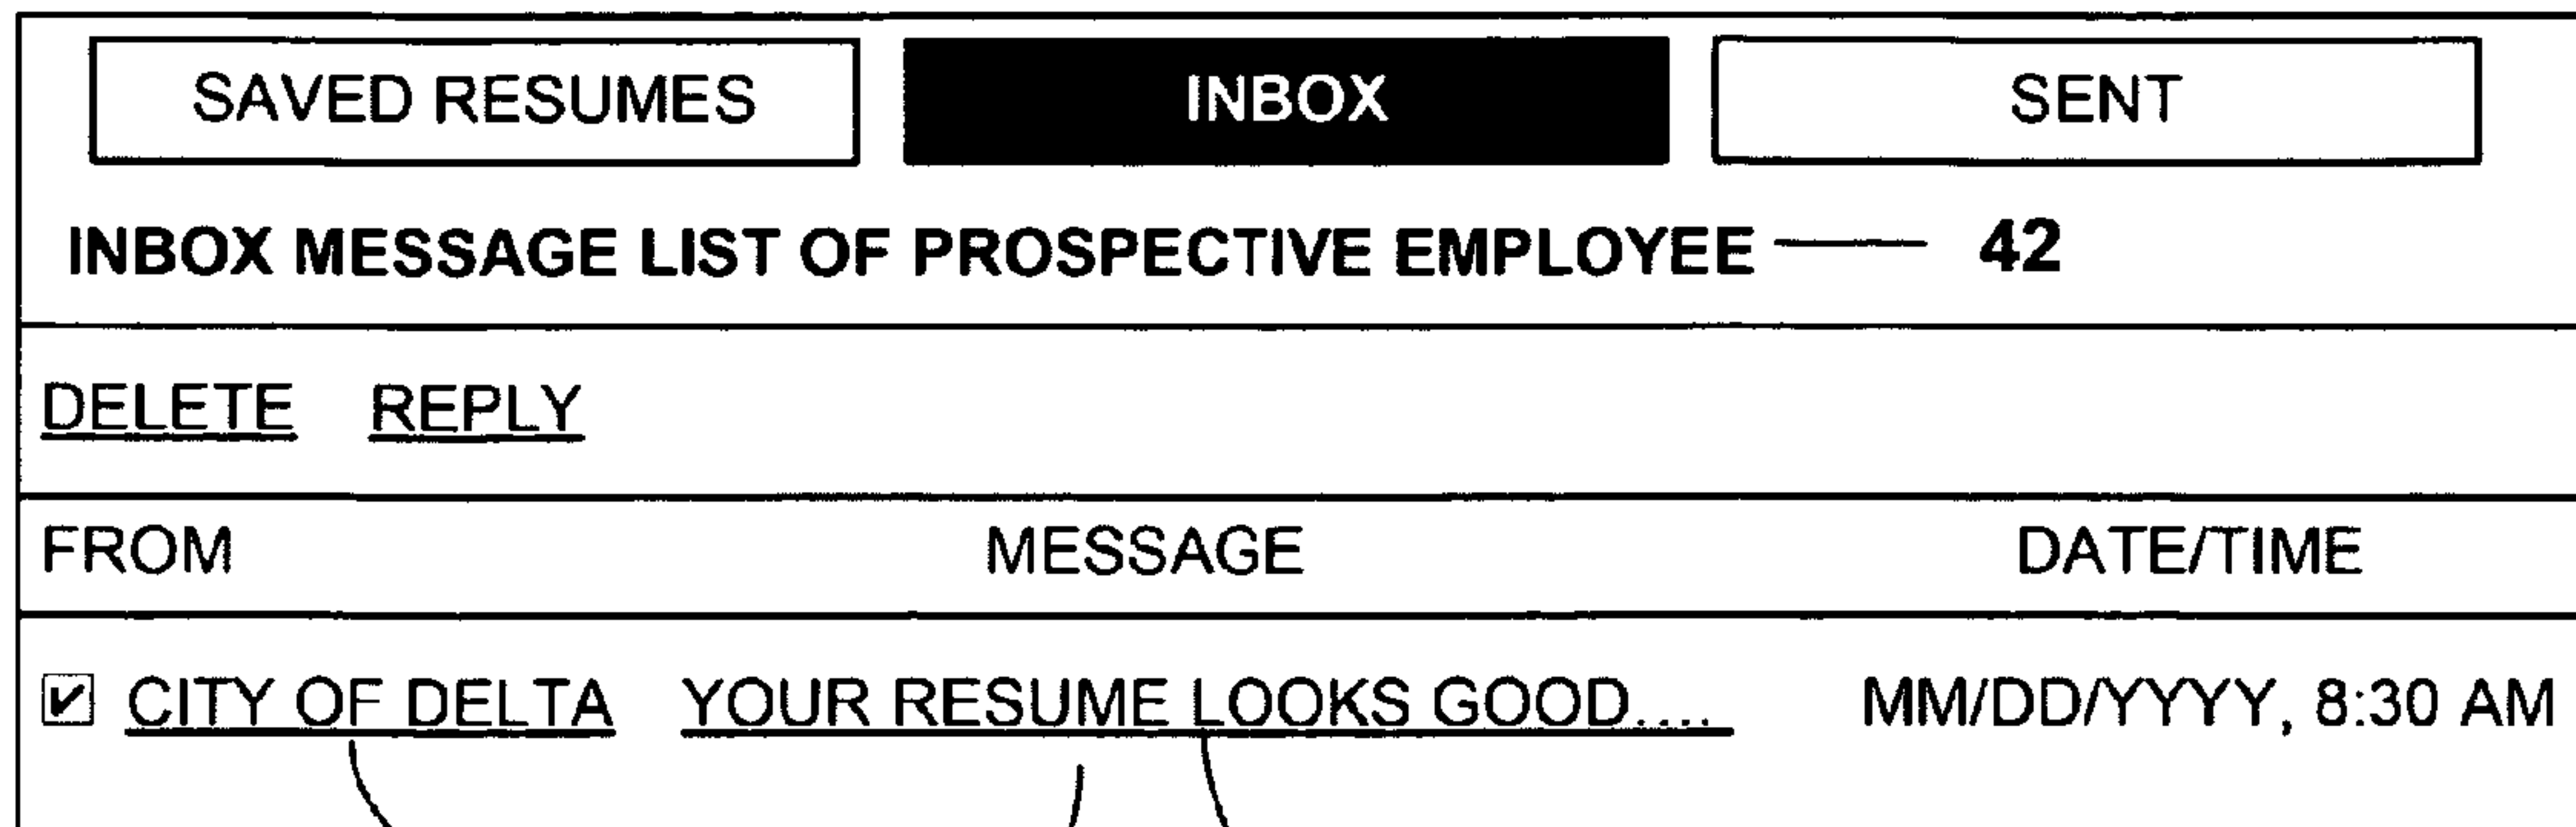 SAVED RESUMES INBOX SENT
INBOX MESSAGE LIST OF PROSPECTIVE EMPLOYEE 42
DELETE REPLY
FROM MESSAGE DATE/TIME
CITY OF DELTA YOUR RESUME LOOKS GOOD.... MM/DD/YYYY, 8:30 AM